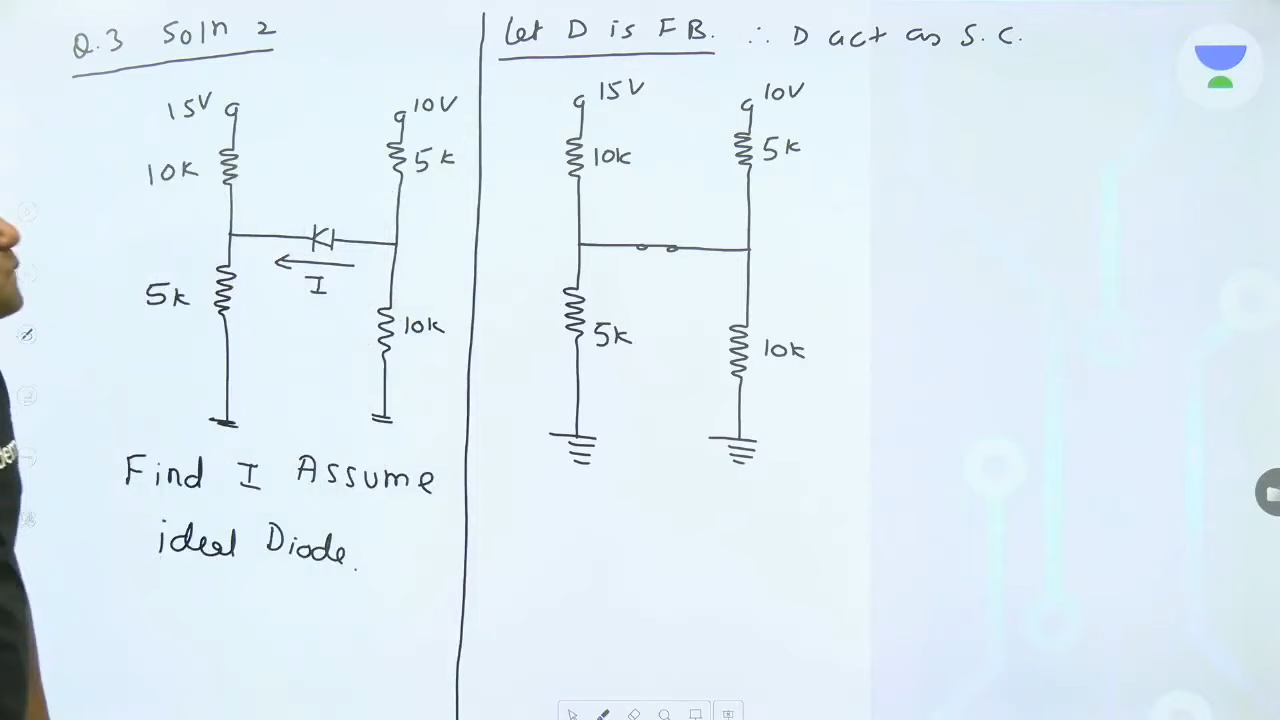 Q.3 Soln 2
15V
10V
10K
5K
I
5K
10K
Find I Assume
ideal Diode.
Let D is FB. ∴ D act as S.C.
15V
10V
10K
5K
5K
10K